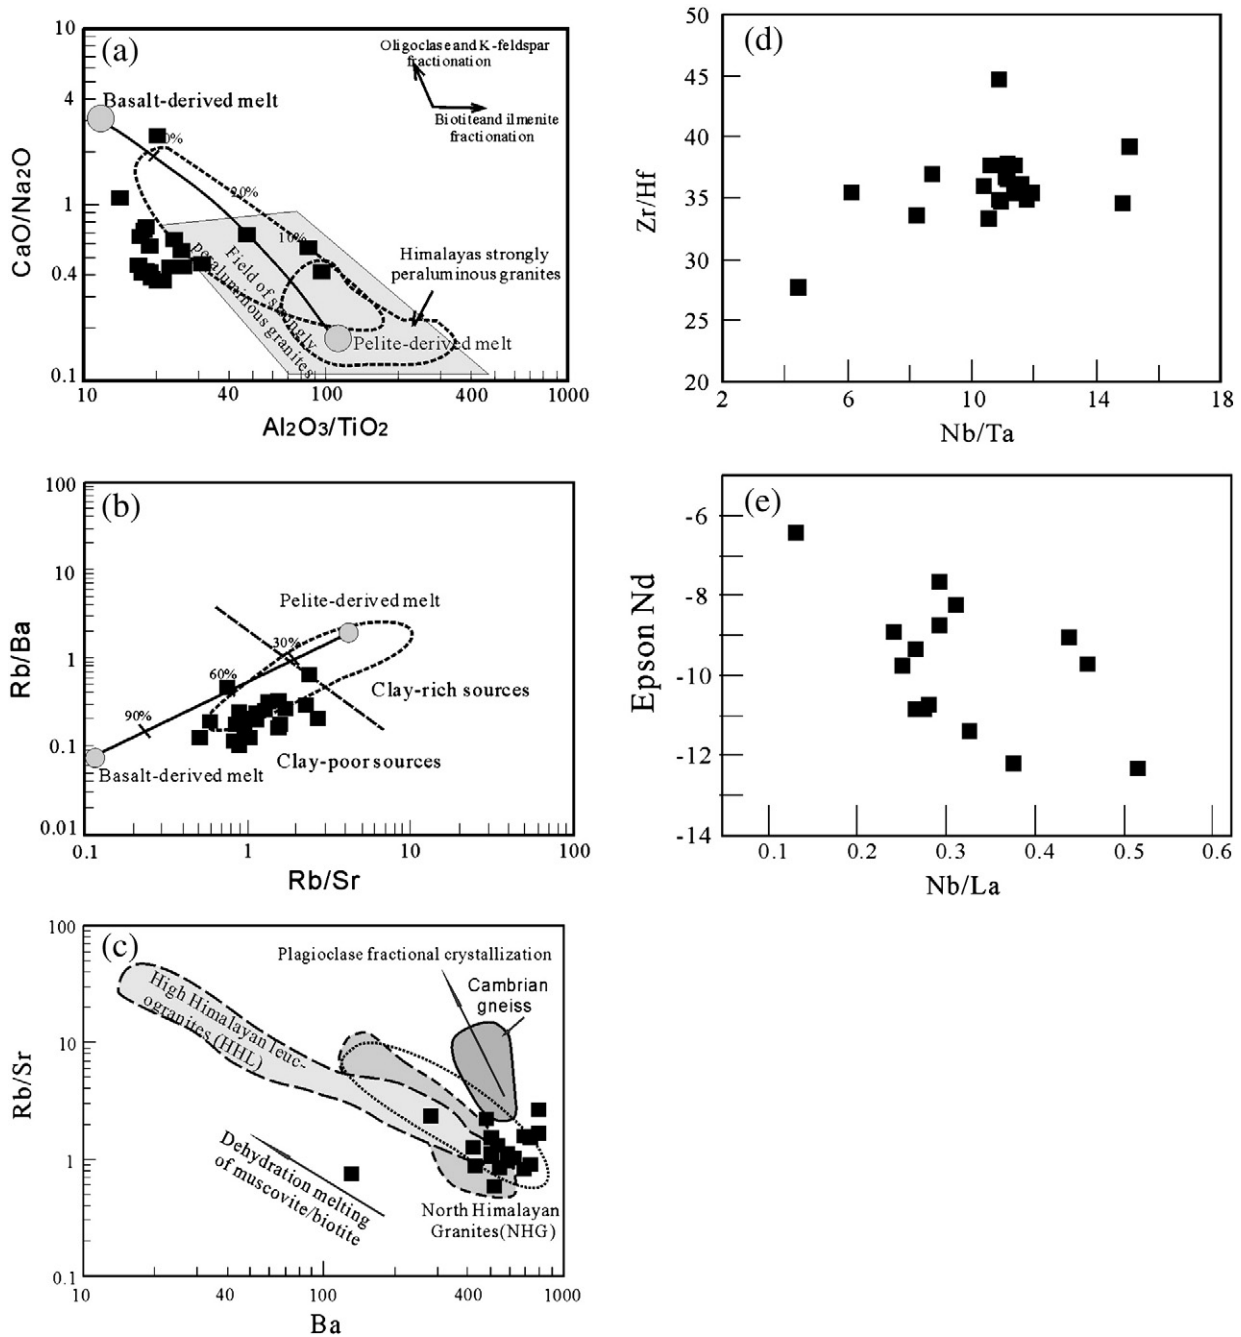 (a)
10
4
1
0.4
0.1
CaO/Na2O
Oligoclase and K-feldspar
fractionation
Biotiteand ilmenite
fractionation
Basalt-derived melt
20%
10%
Himalayas strongly
peraluminous granites
Field of strongly
peraluminous granites
Pelite-derived melt
10
40
100
400
1000
Al2O3/TiO2
(b)
100
10
1
0.1
0.01
Rb/Ba
Pelite-derived melt
30%
60%
90%
Clay-rich sources
Clay-poor sources
Basalt-derived melt
0.1
1
10
100
Rb/Sr
(c)
100
10
1
0.1
Rb/Sr
Plagioclase fractional crystallization
Cambrian
gneiss
High Himalayan leuc-
ogranites (HHL)
Dehydration melting
of muscovite/biotite
North Himalayan
Granites(NHG)
10
40
100
400
1000
Ba
(d)
50
45
40
35
30
25
20
Zr/Hf
2
6
10
14
18
Nb/Ta
(e)
-6
-8
-10
-12
-14
Epson Nd
0.1
0.2
0.3
0.4
0.5
0.6
Nb/La